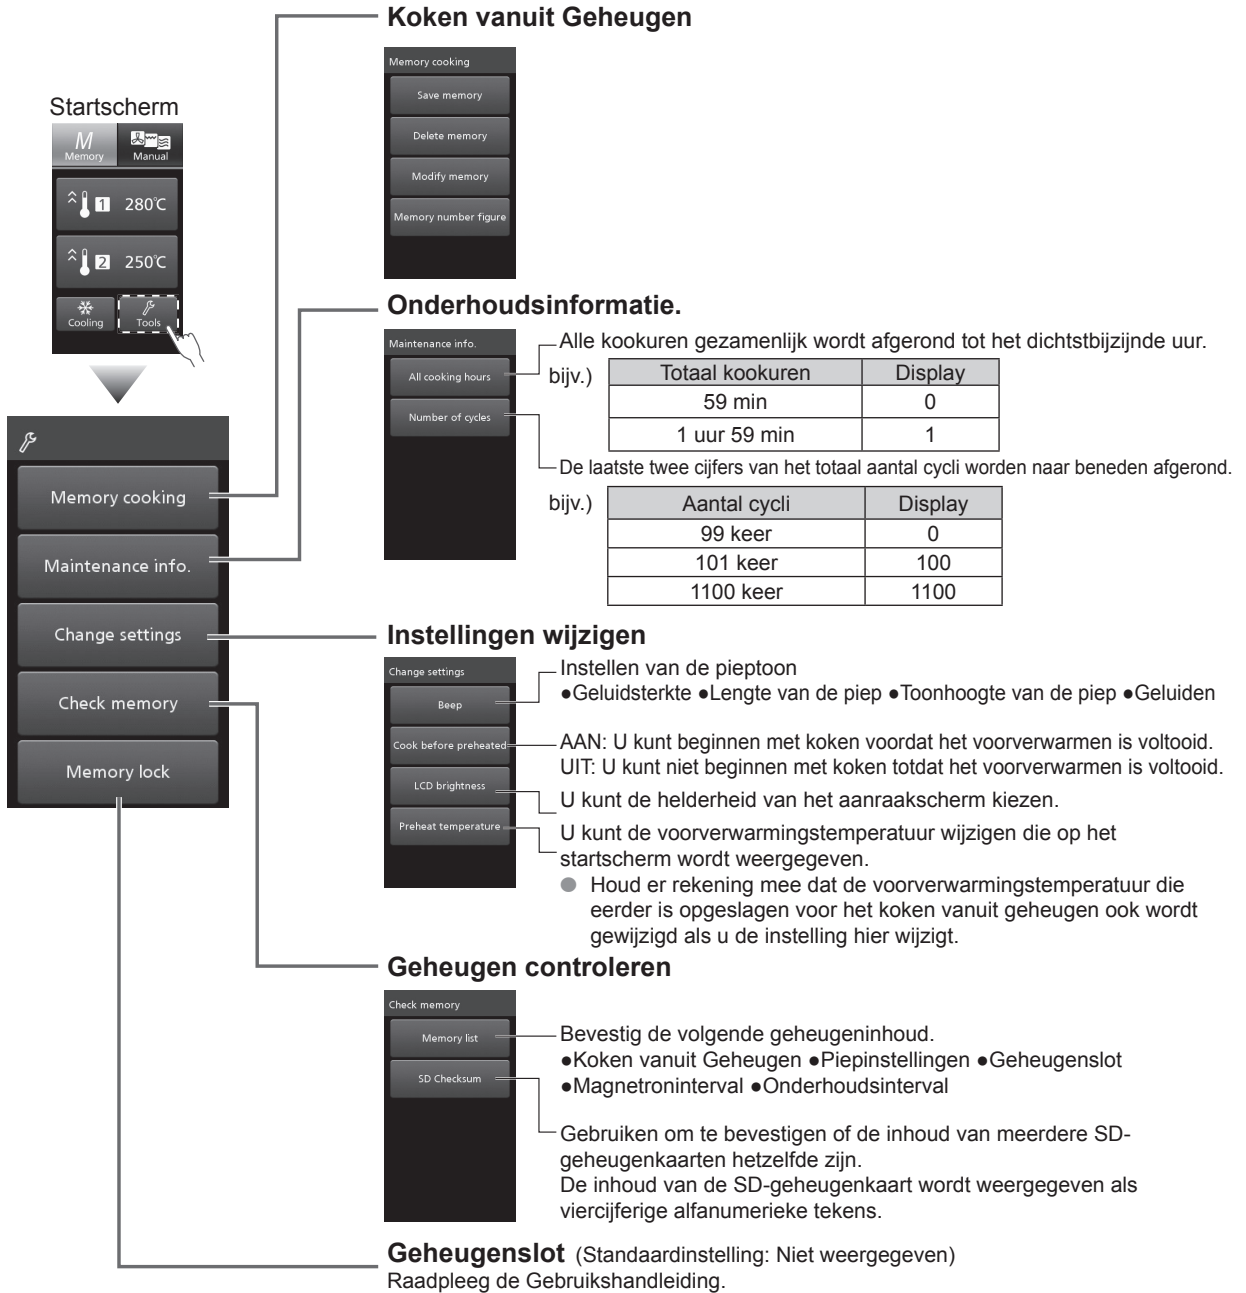 Koken vanuit Geheugen
Memory cooking
Save memory
Delete memory
Modify memory
Memory number figure
Startscherm
M
Memory
Manual
1 280℃
2 250℃
Cooling
Tools
Memory cooking
Maintenance info.
Change settings
Check memory
Memory lock
Onderhoudsinformatie.
Maintenance info.
All cooking hours
Number of cycles
Alle kookuren gezamenlijk wordt afgerond tot het dichtstbijzijnde uur.
bijv.)
Totaal kookuren Display
59 min 0
1 uur 59 min 1
De laatste twee cijfers van het totaal aantal cycli worden naar beneden afgerond.
bijv.)
Aantal cycli Display
99 keer 0
101 keer 100
1100 keer 1100
Instellingen wijzigen
Change settings
Beep
Cook before preheated
LCD brightness
Preheat temperature
Instellen van de pieptoon
●Geluidsterkte ●Lengte van de piep ●Toonhoogte van de piep ●Geluiden
AAN: U kunt beginnen met koken voordat het voorverwarmen is voltooid.
UIT: U kunt niet beginnen met koken totdat het voorverwarmen is voltooid.
U kunt de helderheid van het aanraakscherm kiezen.
U kunt de voorverwarmingstemperatuur wijzigen die op het
startscherm wordt weergegeven.
● Houd er rekening mee dat de voorverwarmingstemperatuur die
eerder is opgeslagen voor het koken vanuit geheugen ook wordt
gewijzigd als u de instelling hier wijzigt.
Geheugen controleren
Check memory
Memory list
SD Checksum
Bevestig de volgende geheugeninhoud.
●Koken vanuit Geheugen ●Piepinstellingen ●Geheugenslot
●Magnetroninterval ●Onderhoudsinterval
Gebruiken om te bevestigen of de inhoud van meerdere SD-
geheugenkaarten hetzelfde zijn.
De inhoud van de SD-geheugenkaart wordt weergegeven als
viercijferige alfanumerieke tekens.
Geheugenslot (Standaardinstelling: Niet weergegeven)
Raadpleeg de Gebruikshandleiding.